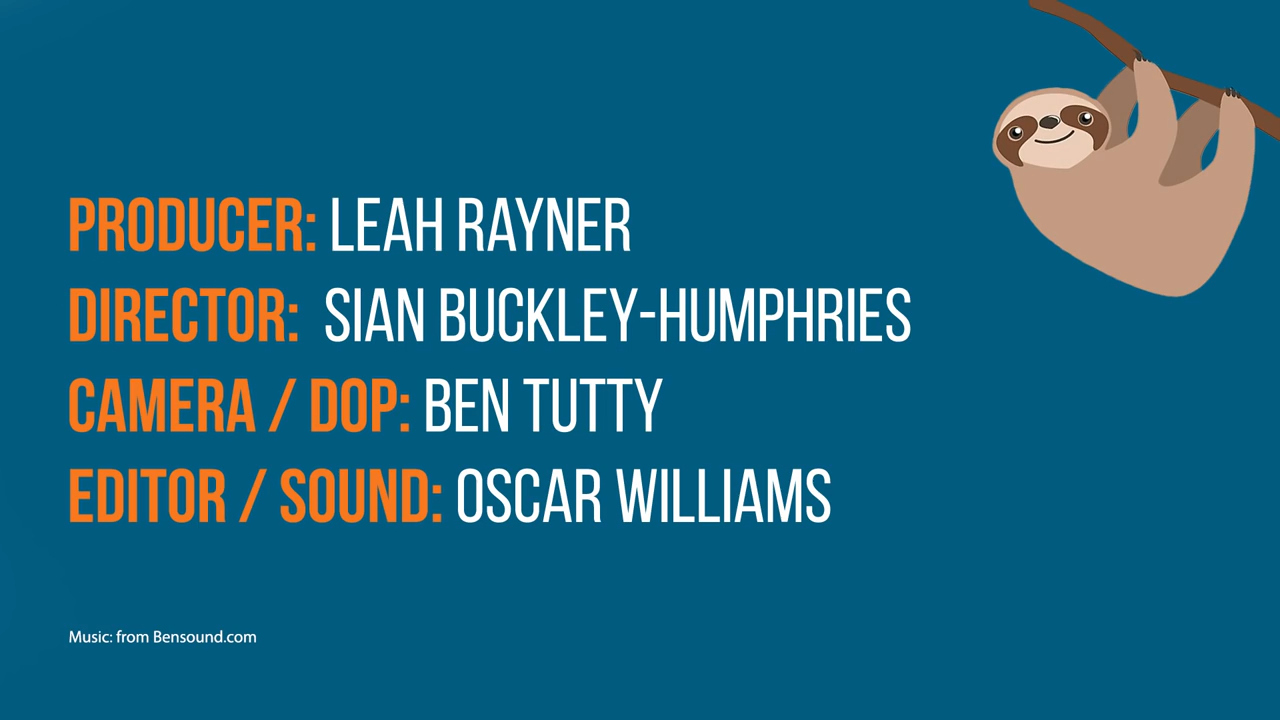 PRODUCER: LEAH RAYNER
DIRECTOR: SIAN BUCKLEY-HUMPHRIES
CAMERA / DOP: BEN TUTTY
EDITOR / SOUND: OSCAR WILLIAMS
Music: from Bensound.com